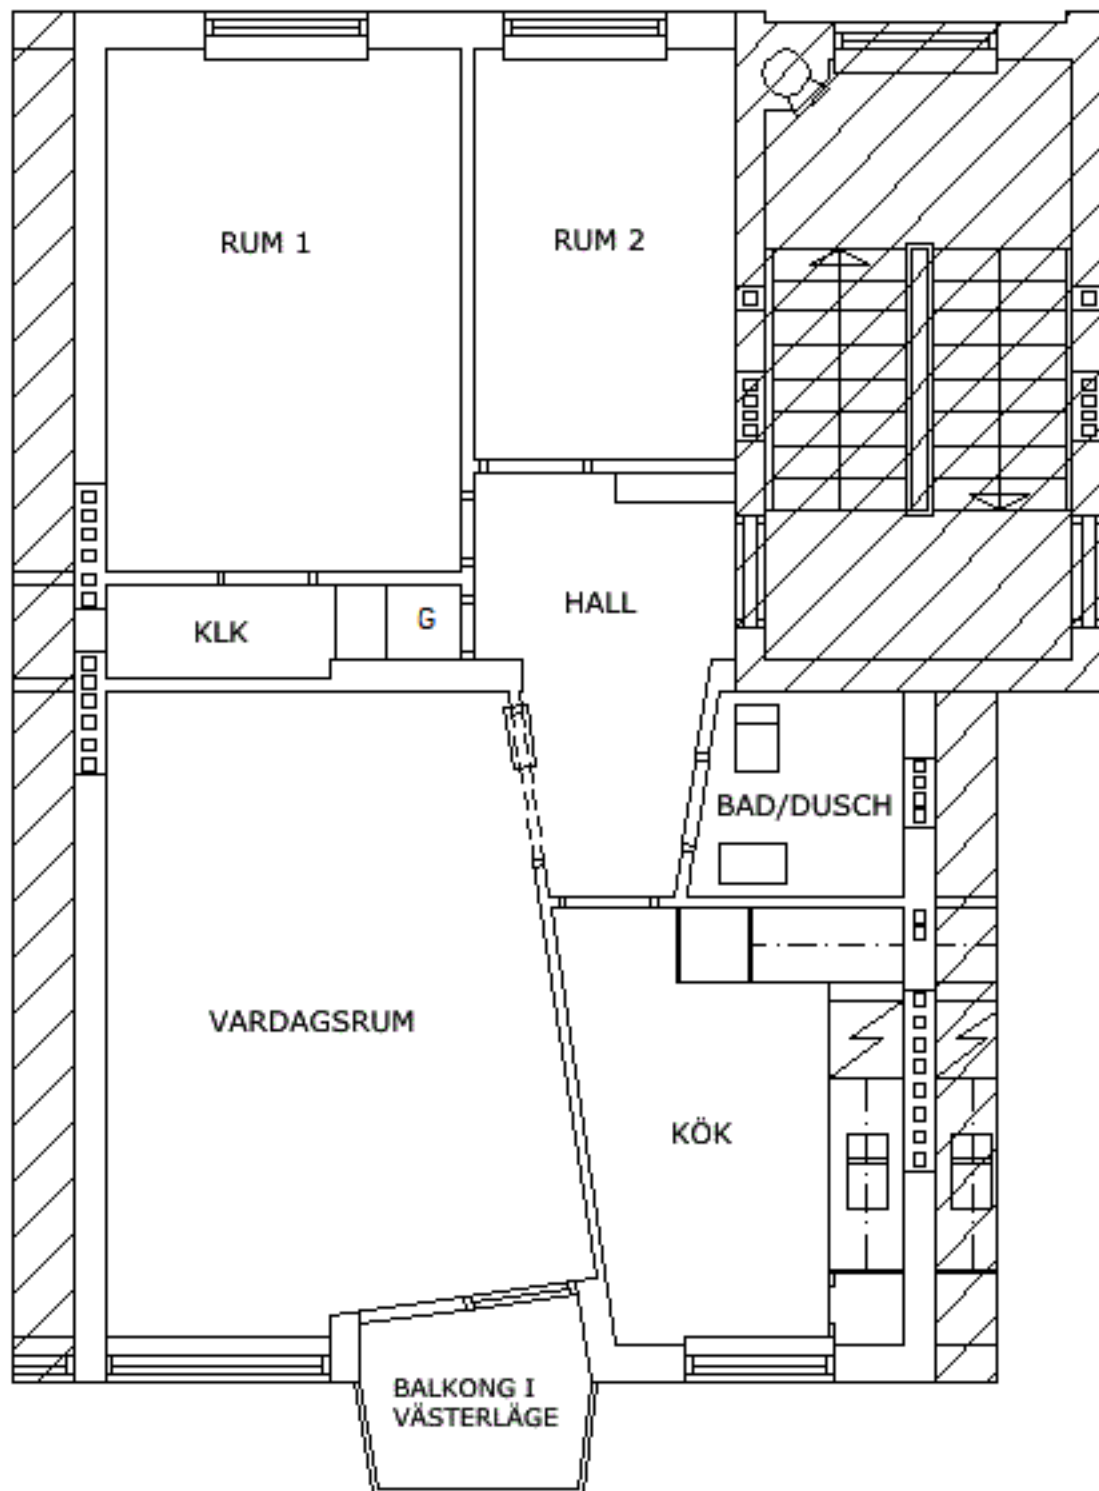 RUM 1
RUM 2
HALL
KLK
G
BAD/DUSCH
VARDAGSRUM
KÖK
BALKONG I
VÄSTERLÄGE